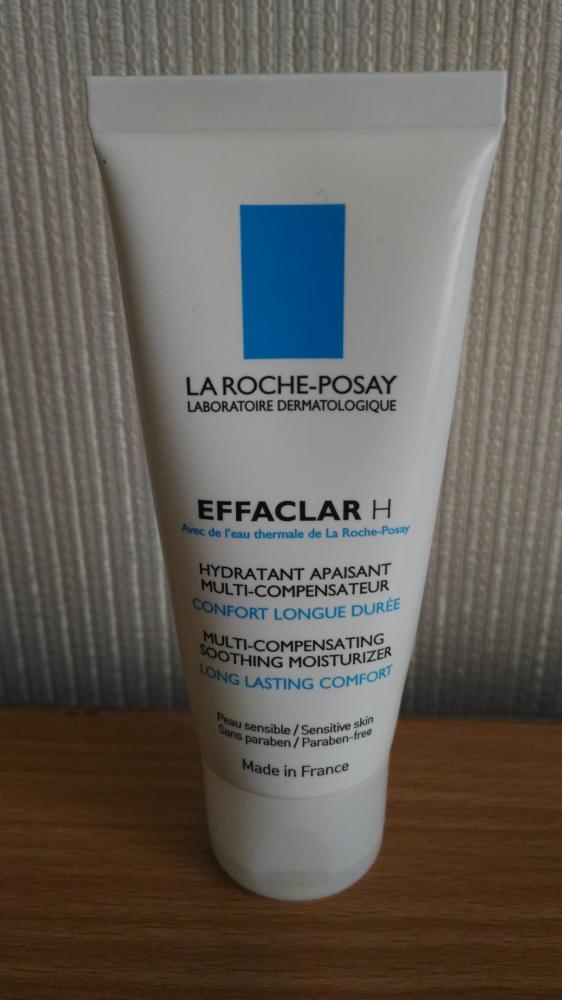 LA ROCHE-POSAY
LABORATOIRE DERMATOLOGIQUE
EFFACLAR H
Avec de l'eau thermale de La Roche-Posay
HYDRATANT APAISANT
MULTI-COMPENSATEUR
CONFORT LONGUE DURÉE
MULTI-COMPENSATING
SOOTHING MOISTURIZER
LONG LASTING COMFORT
Peau sensible / Sensitive skin
Sans paraben / Paraben-free
Made in France